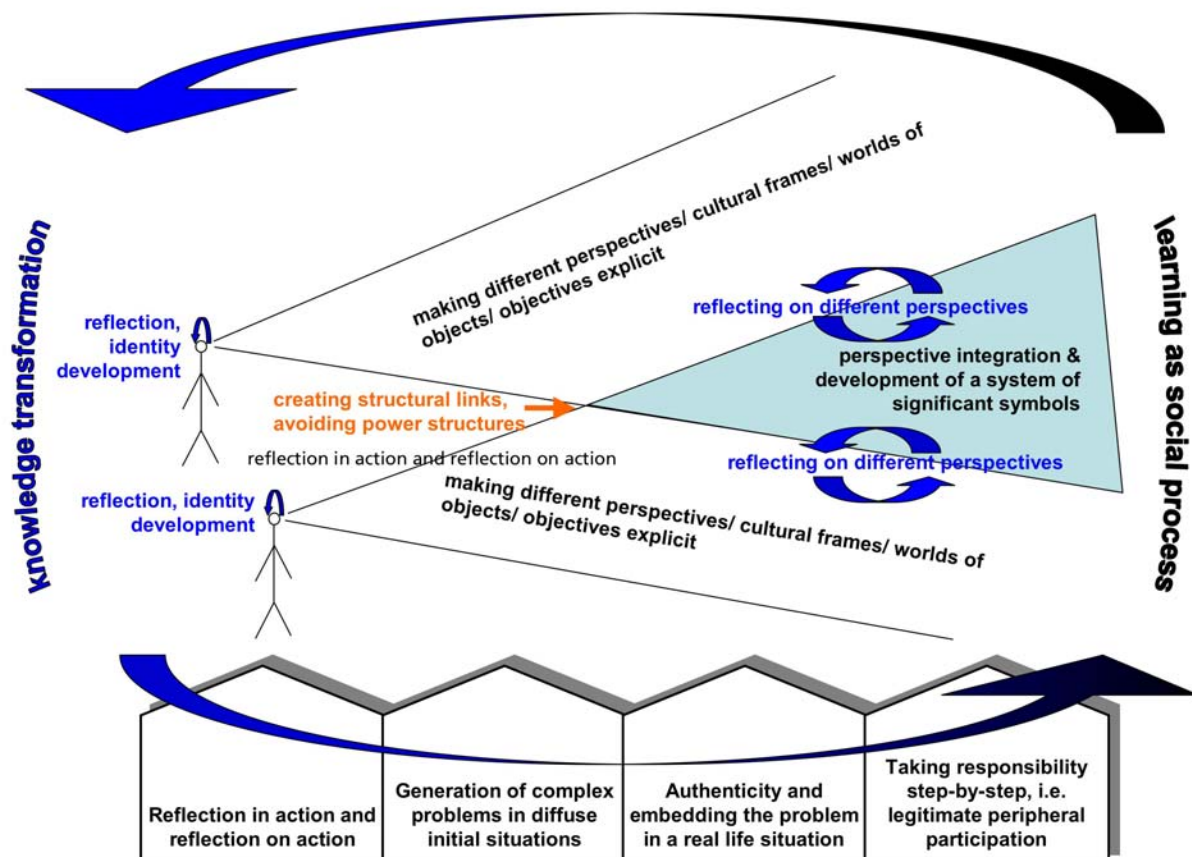 knowledge transformation
making different perspectives/ cultural frames/ worlds of
objects/ objectives explicit
learning as social process
reflection,
identity
development
reflecting on different perspectives
perspective integration &
development of a system of
significant symbols
creating structural links,
avoiding power structures
reflection in action and reflection on action
reflecting on different perspectives
reflection, identity
development
making different perspectives/ cultural frames/ worlds of
objects/ objectives explicit
Reflection in action and
reflection on action
Generation of complex
problems in diffuse
initial situations
Authenticity and
embedding the problem
in a real life situation
Taking responsibility
step-by-step, i.e.
legitimate peripheral
participation